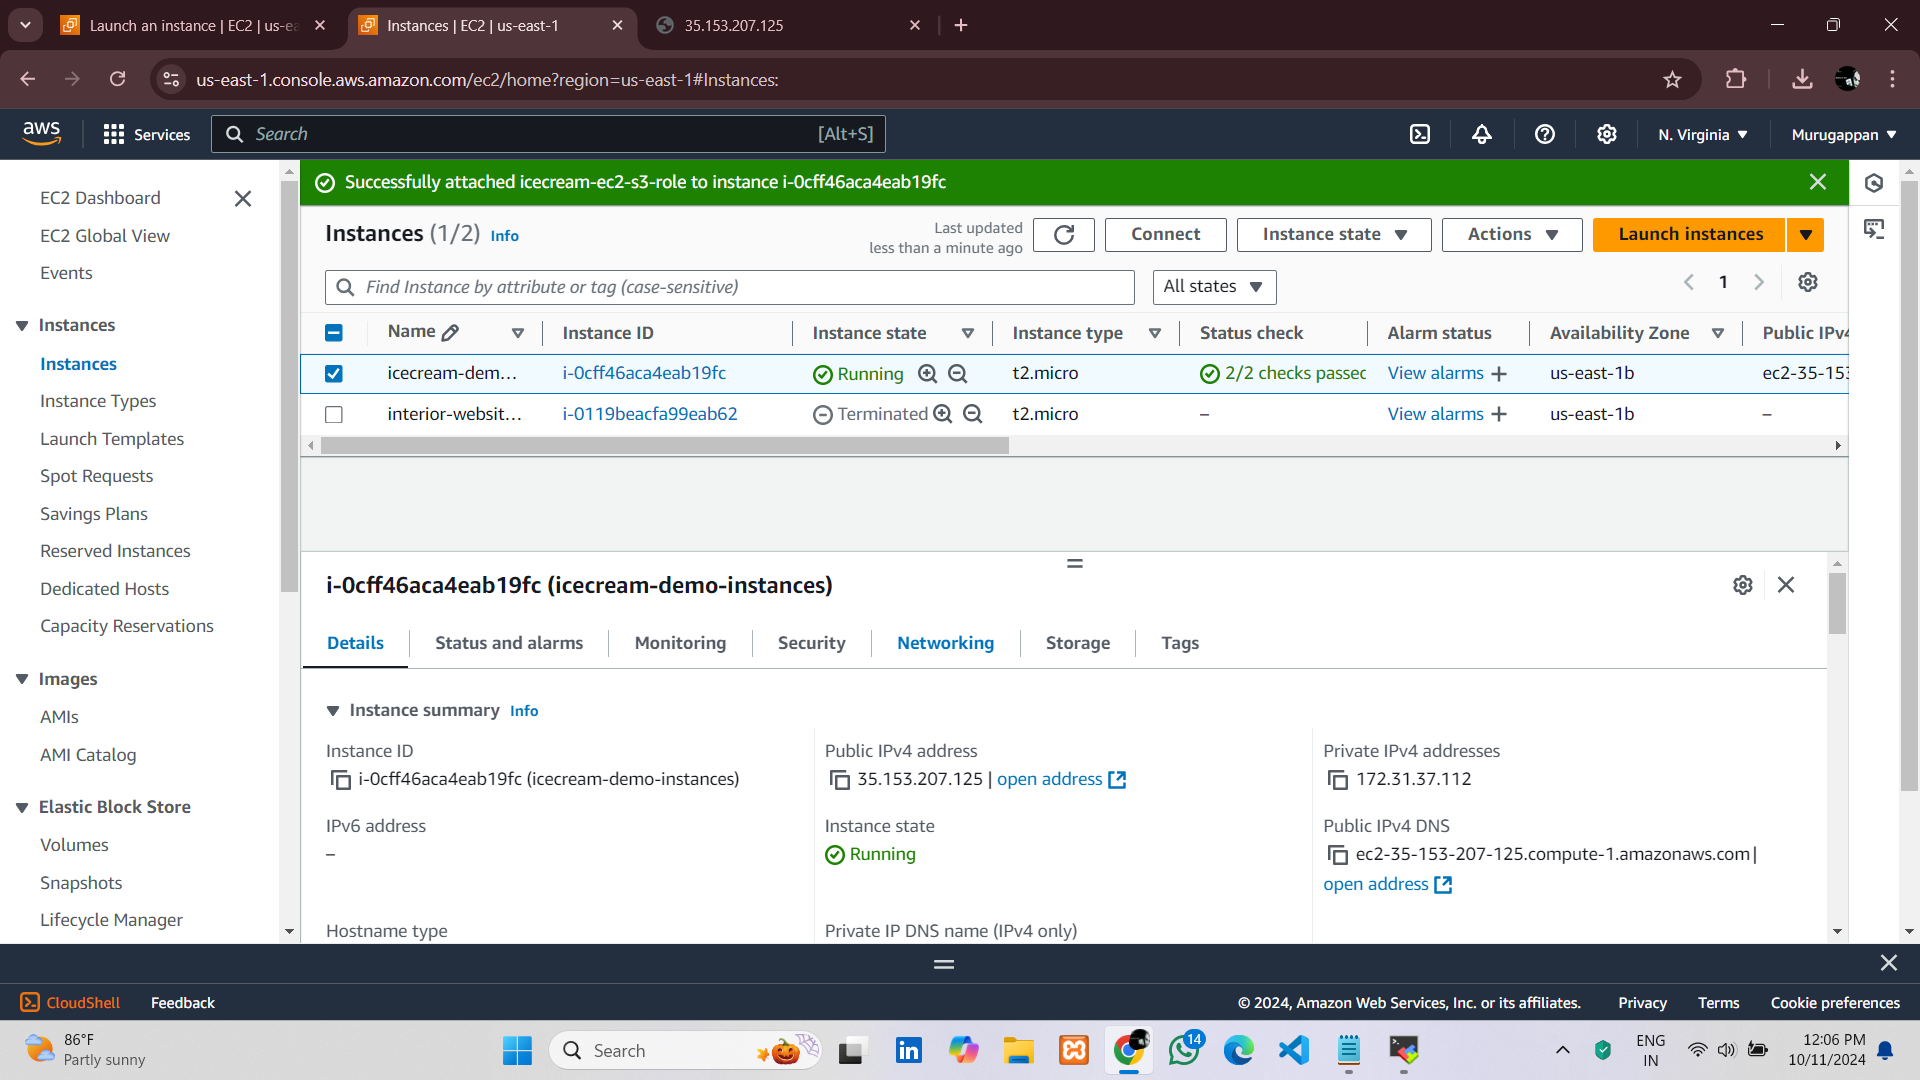 Launch an instance | EC2 | us-ea
Instances | EC2 | us-east-1
35.153.207.125
us-east-1.console.aws.amazon.com/ec2/home?region=us-east-1#Instances:
aws
Services
Search
[Alt+S]
N. Virginia
Murugappan
EC2 Dashboard
EC2 Global View
Events
Instances
Instances
Instance Types
Launch Templates
Spot Requests
Savings Plans
Reserved Instances
Dedicated Hosts
Capacity Reservations
Images
AMIs
AMI Catalog
Elastic Block Store
Volumes
Snapshots
Lifecycle Manager
Successfully attached icecream-ec2-s3-role to instance i-0cff46aca4eab19fc
Instances (1/2) Info
Last updated
less than a minute ago
Connect
Instance state
Actions
Launch instances
Find Instance by attribute or tag (case-sensitive)
All states
1
Name Instance ID Instance state Instance type Status check Alarm status Availability Zone Public IPv4
icecream-dem... i-0cff46aca4eab19fc Running t2.micro 2/2 checks passed View alarms + us-east-1b ec2-35-153
interior-websit... i-0119beacfa99eab62 Terminated t2.micro – View alarms + us-east-1b –
i-0cff46aca4eab19fc (icecream-demo-instances)
Details Status and alarms Monitoring Security Networking Storage Tags
Instance summary Info
Instance ID
i-0cff46aca4eab19fc (icecream-demo-instances)
Public IPv4 address
35.153.207.125 | open address
Private IPv4 addresses
172.31.37.112
IPv6 address
–
Instance state
Running
Public IPv4 DNS
ec2-35-153-207-125.compute-1.amazonaws.com |
open address
Hostname type
Private IP DNS name (IPv4 only)
CloudShell
Feedback
© 2024, Amazon Web Services, Inc. or its affiliates.
Privacy
Terms
Cookie preferences
86°F
Partly sunny
Search
14
ENG
IN
12:06 PM
10/11/2024